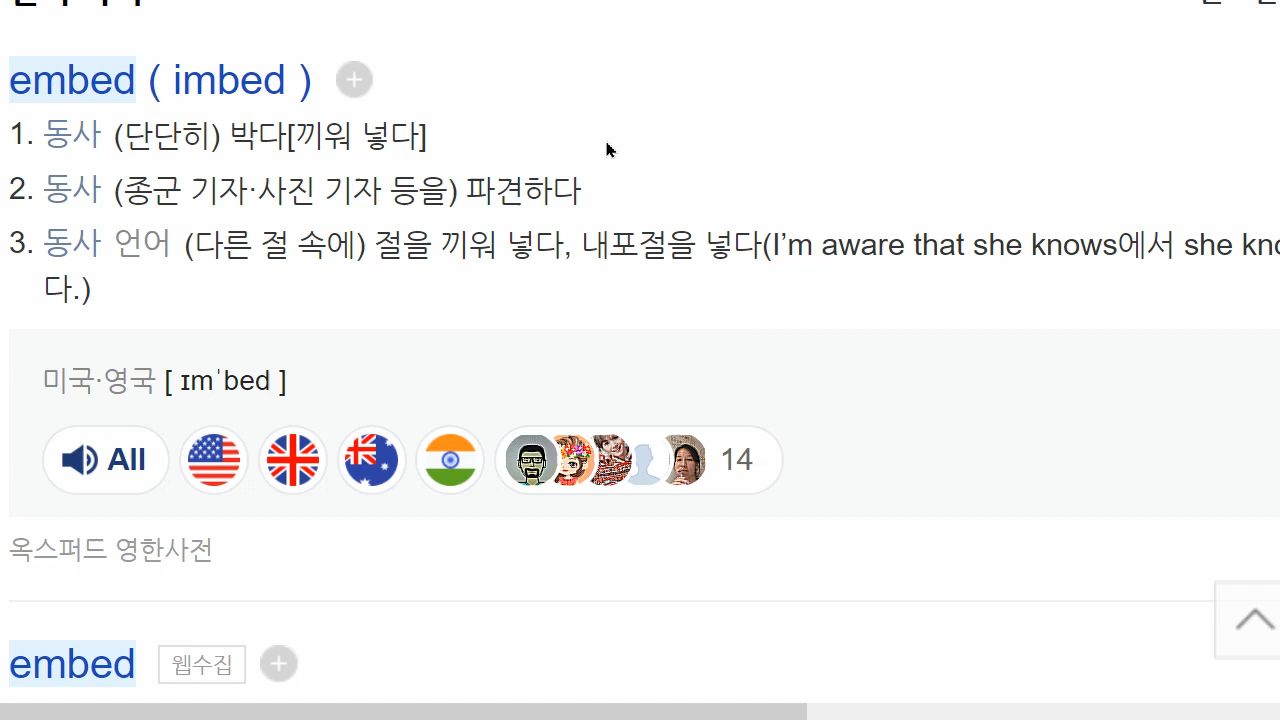 embed ( imbed )
1. 동사 (단단히) 박다[끼워 넣다]
2. 동사 (종군 기자·사진 기자 등을) 파견하다
3. 동사 언어 (다른 절 속에) 절을 끼워 넣다, 내포절을 넣다(I’m aware that she knows에서 she
다.)
미국·영국 [ ɪmˈbed ]
All 14
옥스퍼드 영한사전
embed 웹수집